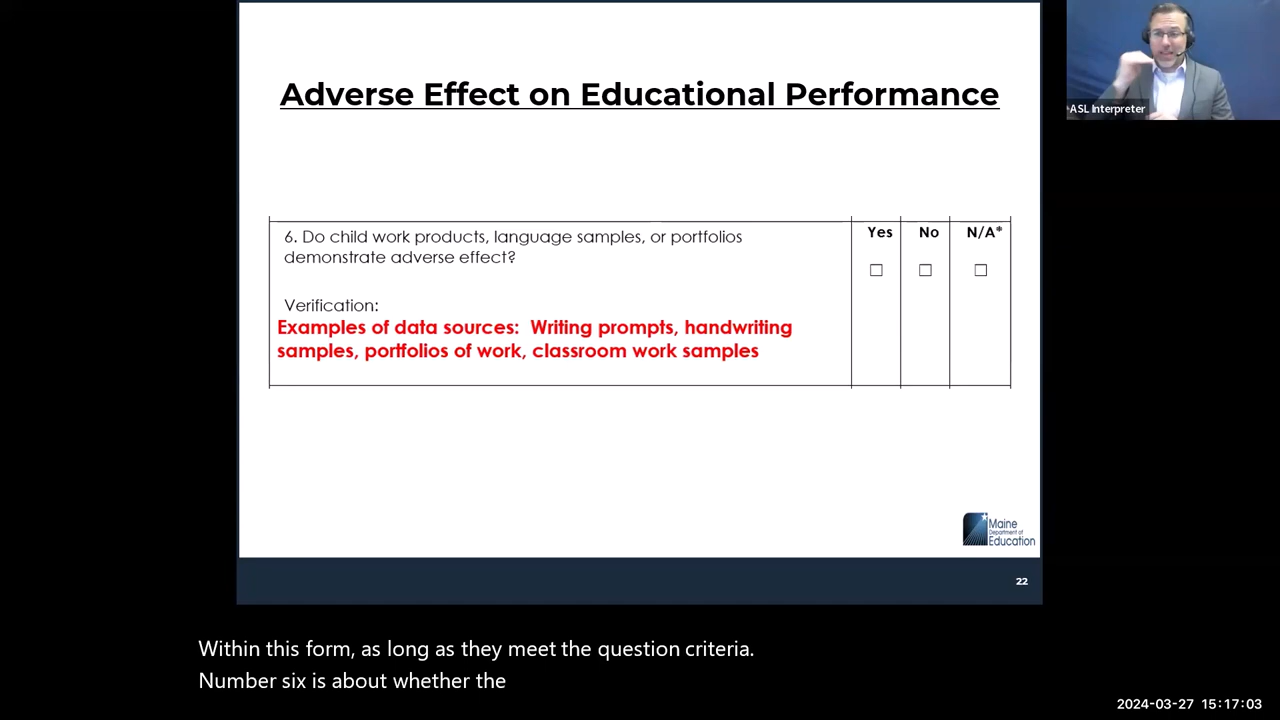 Adverse Effect on Educational Performance
ASL Interpreter
6. Do child work products, language samples, or portfolios
demonstrate adverse effect?
Yes No N/A*
☐ ☐ ☐
Verification:
Examples of data sources: Writing prompts, handwriting
samples, portfolios of work, classroom work samples
Maine
Department of
Education
22
Within this form, as long as they meet the question criteria.
Number six is about whether the
2024-03-27 15:17:03